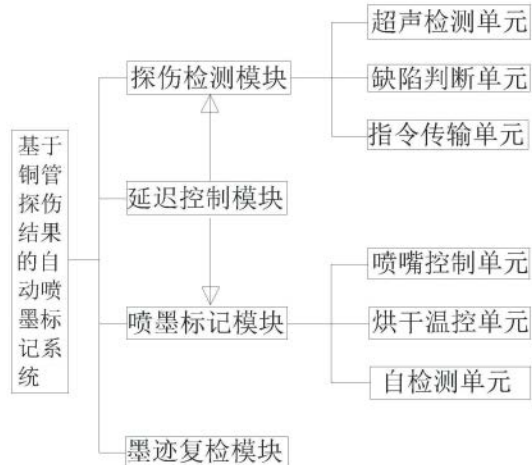 基于
铜管
探伤
结果
的自
动喷
墨标
记系
统
探伤检测模块
延迟控制模块
喷墨标记模块
墨迹复检模块
超声检测单元
缺陷判断单元
指令传输单元
喷嘴控制单元
烘干温控单元
自检测单元